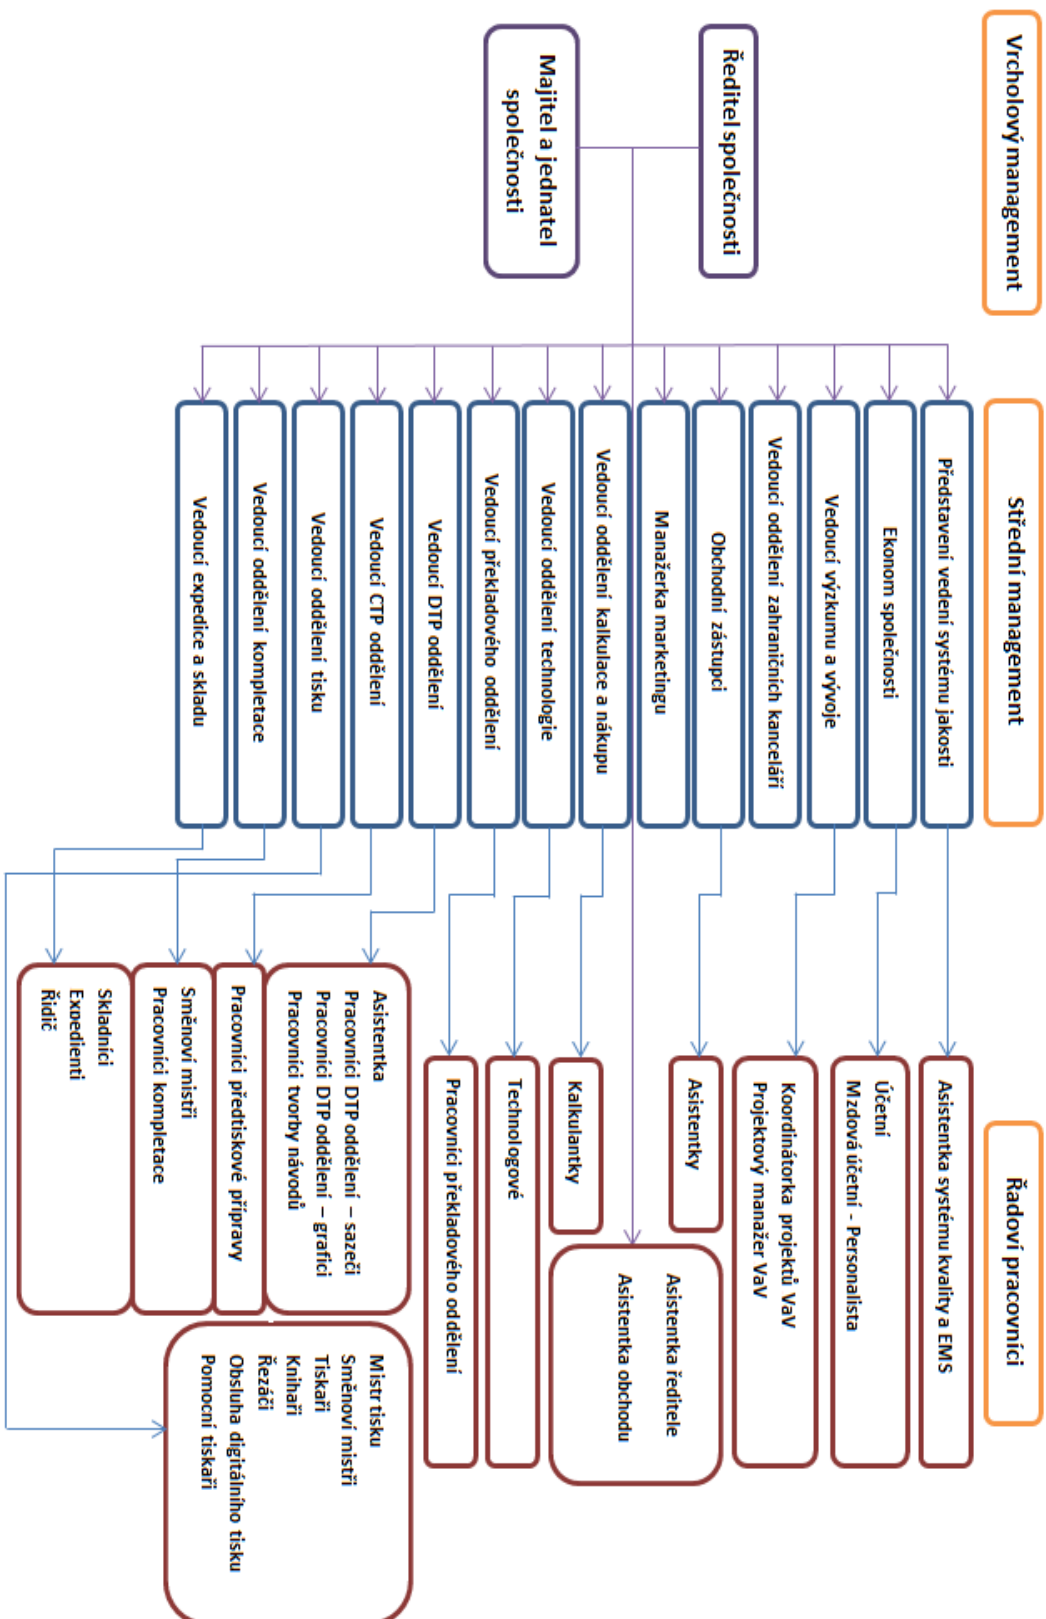 Vrcholový management
Ředitel společnosti
Majitel a jednatel
společnosti
Střední management
Představení vedení systému jakosti
Ekonom společnosti
Vedoucí výzkumu a vývoje
Vedoucí oddělení zahraničních kanceláří
Obchodní zástupci
Manažerka marketingu
Vedoucí oddělení kalkulace a nákupu
Vedoucí oddělení technologie
Vedoucí překladového oddělení
Vedoucí DTP oddělení
Vedoucí CTP oddělení
Vedoucí oddělení tisku
Vedoucí oddělení kompletace
Vedoucí expedice a skladu
Řadoví pracovníci
Asistentka systému kvality a EMS
Účetní
Mzdová účetní - Personalista
Koordinátorka projektů VaV
Projektový manažer VaV
Asistentky
Asistentka ředitele
Asistentka obchodu
Kalkulantky
Technologové
Pracovníci překladového oddělení
Asistentka
Pracovníci DTP oddělení – sazeči
Pracovníci DTP oddělení – grafici
Pracovníci tvorby návodů
Pracovníci předtiskové přípravy
Směnoví mistři
Pracovníci kompletace
Skladníci
Expedienti
Řidič
Mistr tisku
Směnoví mistři
Tiskaři
Knihaři
Řezáči
Obsluha digitálního tisku
Pomocní tiskaři